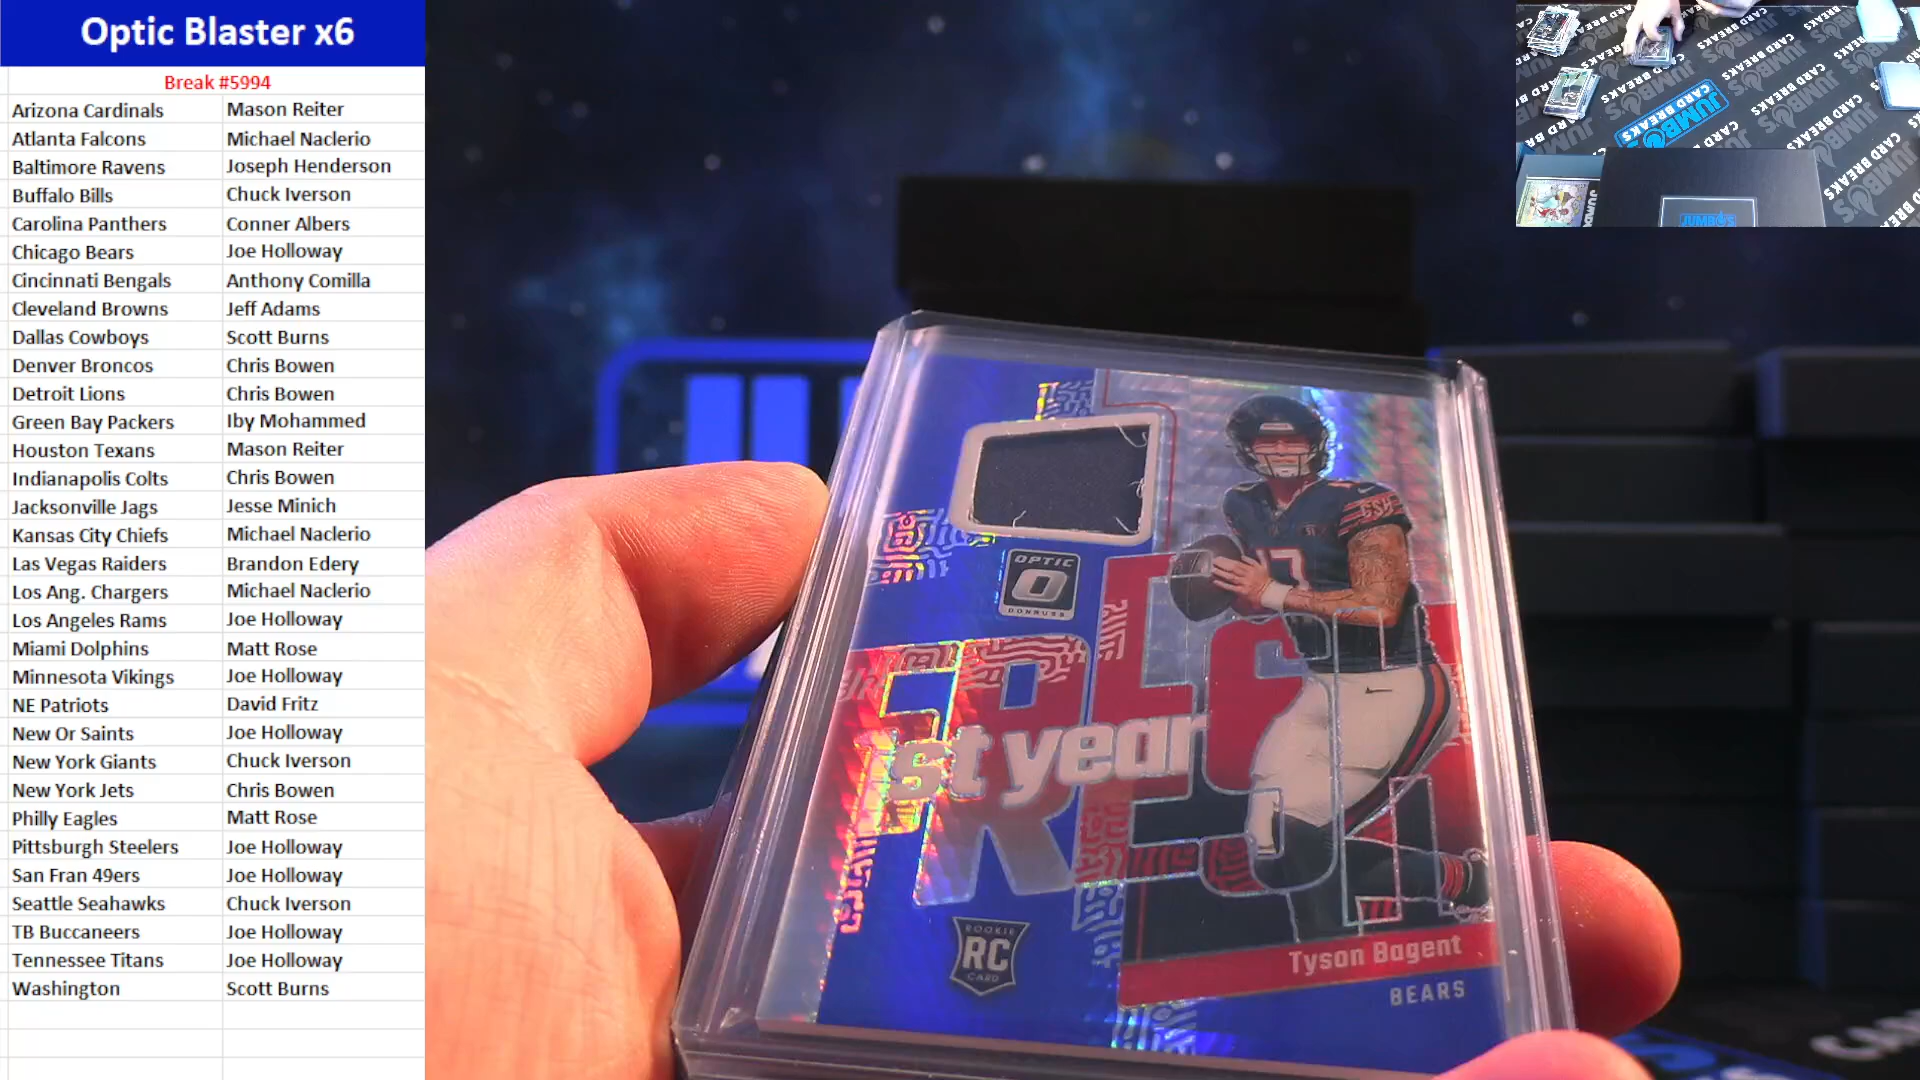 Optic Blaster x6
Break #5994
Arizona Cardinals Mason Reiter
Atlanta Falcons Michael Naclerio
Baltimore Ravens Joseph Henderson
Buffalo Bills Chuck Iverson
Carolina Panthers Conner Albers
Chicago Bears Joe Holloway
Cincinnati Bengals Anthony Comilla
Cleveland Browns Jeff Adams
Dallas Cowboys Scott Burns
Denver Broncos Chris Bowen
Detroit Lions Chris Bowen
Green Bay Packers Iby Mohammed
Houston Texans Mason Reiter
Indianapolis Colts Chris Bowen
Jacksonville Jags Jesse Minich
Kansas City Chiefs Michael Naclerio
Las Vegas Raiders Brandon Edery
Los Ang. Chargers Michael Naclerio
Los Angeles Rams Joe Holloway
Miami Dolphins Matt Rose
Minnesota Vikings Joe Holloway
NE Patriots David Fritz
New Or Saints Joe Holloway
New York Giants Chuck Iverson
New York Jets Chris Bowen
Philly Eagles Matt Rose
Pittsburgh Steelers Joe Holloway
San Fran 49ers Joe Holloway
Seattle Seahawks Chuck Iverson
TB Buccaneers Joe Holloway
Tennessee Titans Joe Holloway
Washington Scott Burns
OPTIC
O
DONRUSS
GSH
17
FRESH
1st year
FRESH
ROOKIE
RC
CARD
Tyson Bagent
BEARS
JUMBO'S
CARD BREAKS
JUMBO'S